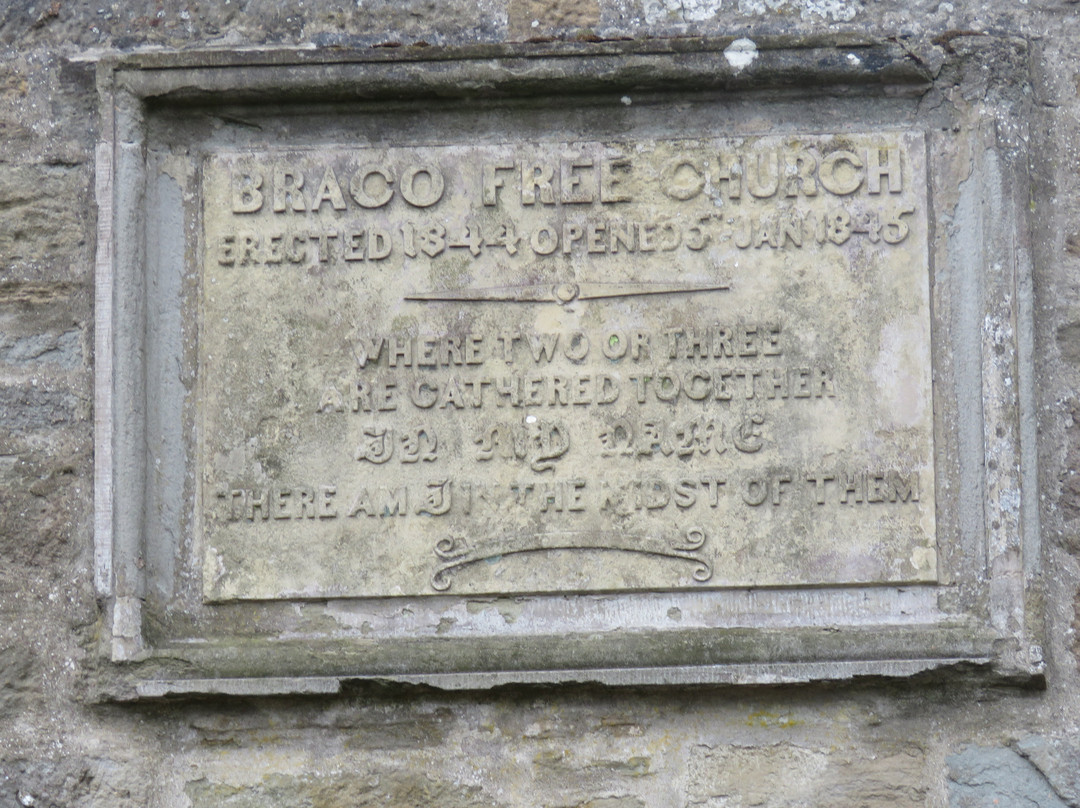 BRACO FREE CHURCH
ERECTED 1844 OPENED 5 JAN 1845
WHERE TWO OR THREE
ARE GATHERED TOGETHER
IN MY NAME
THERE AM I IN THE MIDST OF THEM